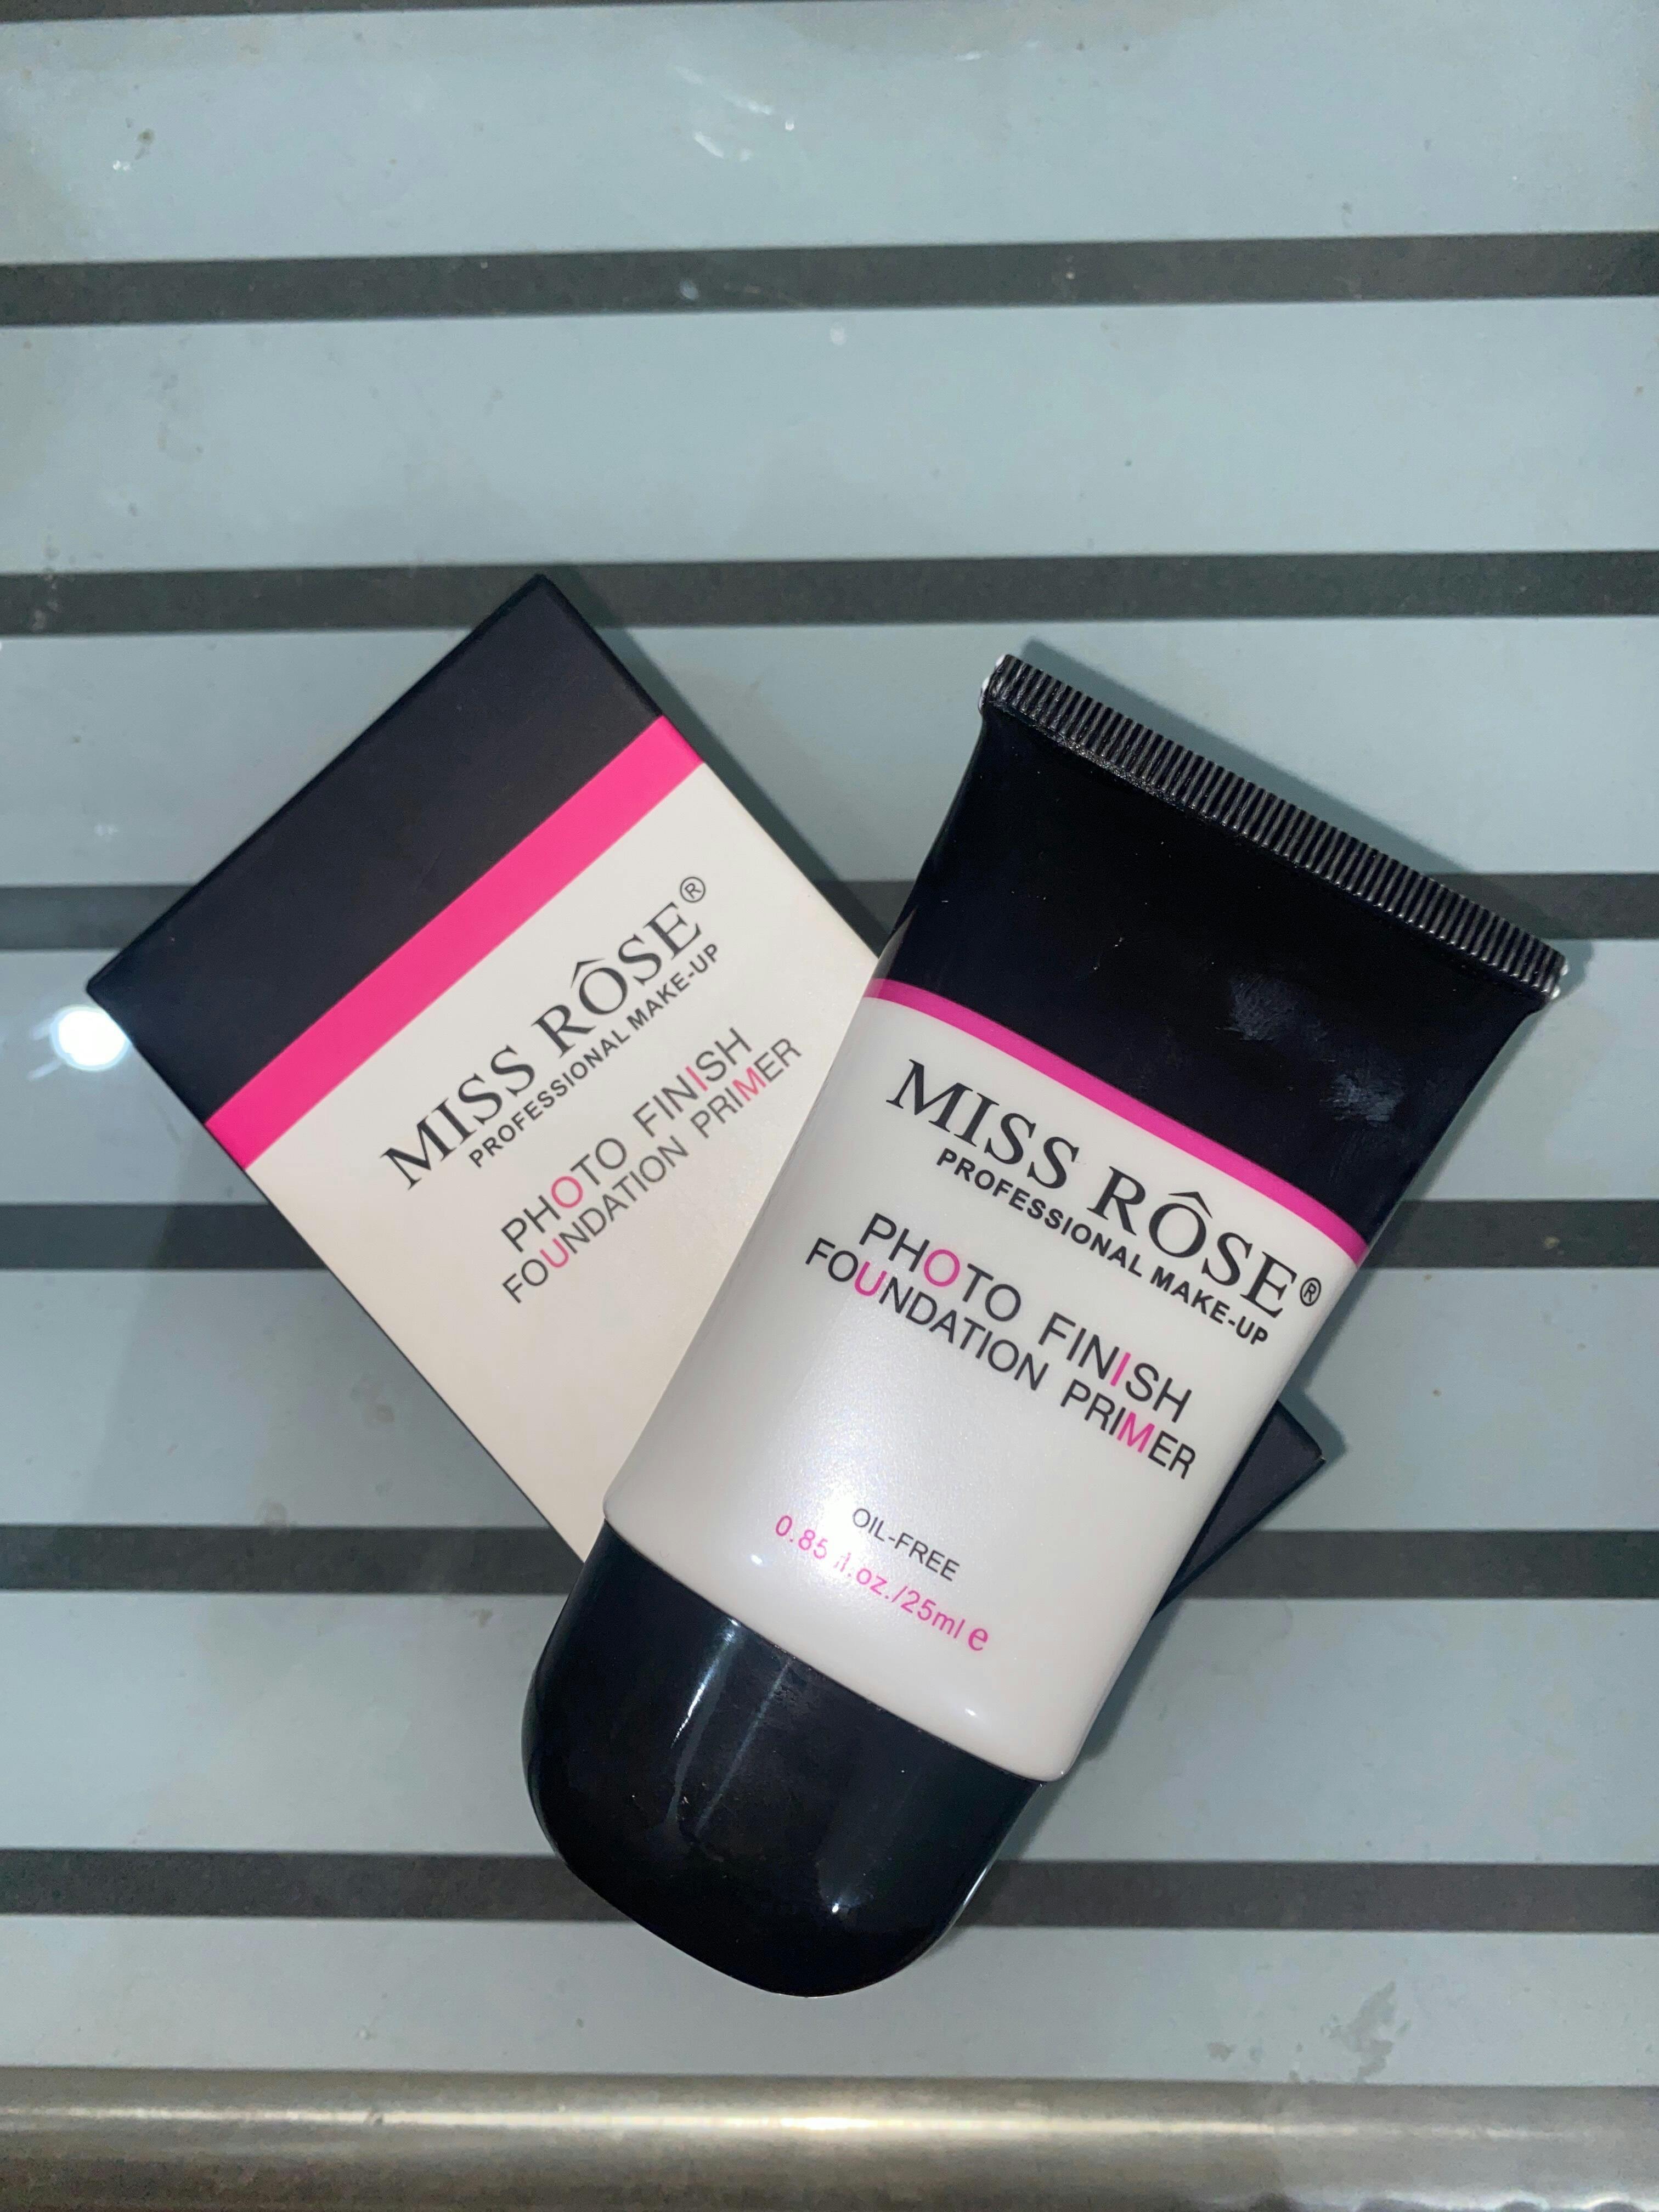 MISS RÔSE®
PROFESSIONAL MAKE-UP
PHOTO FINISH
FOUNDATION PRIMER
MISS RÔSE®
PROFESSIONAL MAKE-UP
PHOTO FINISH
FOUNDATION PRIMER
OIL-FREE
0.85 fl.oz./25ml e